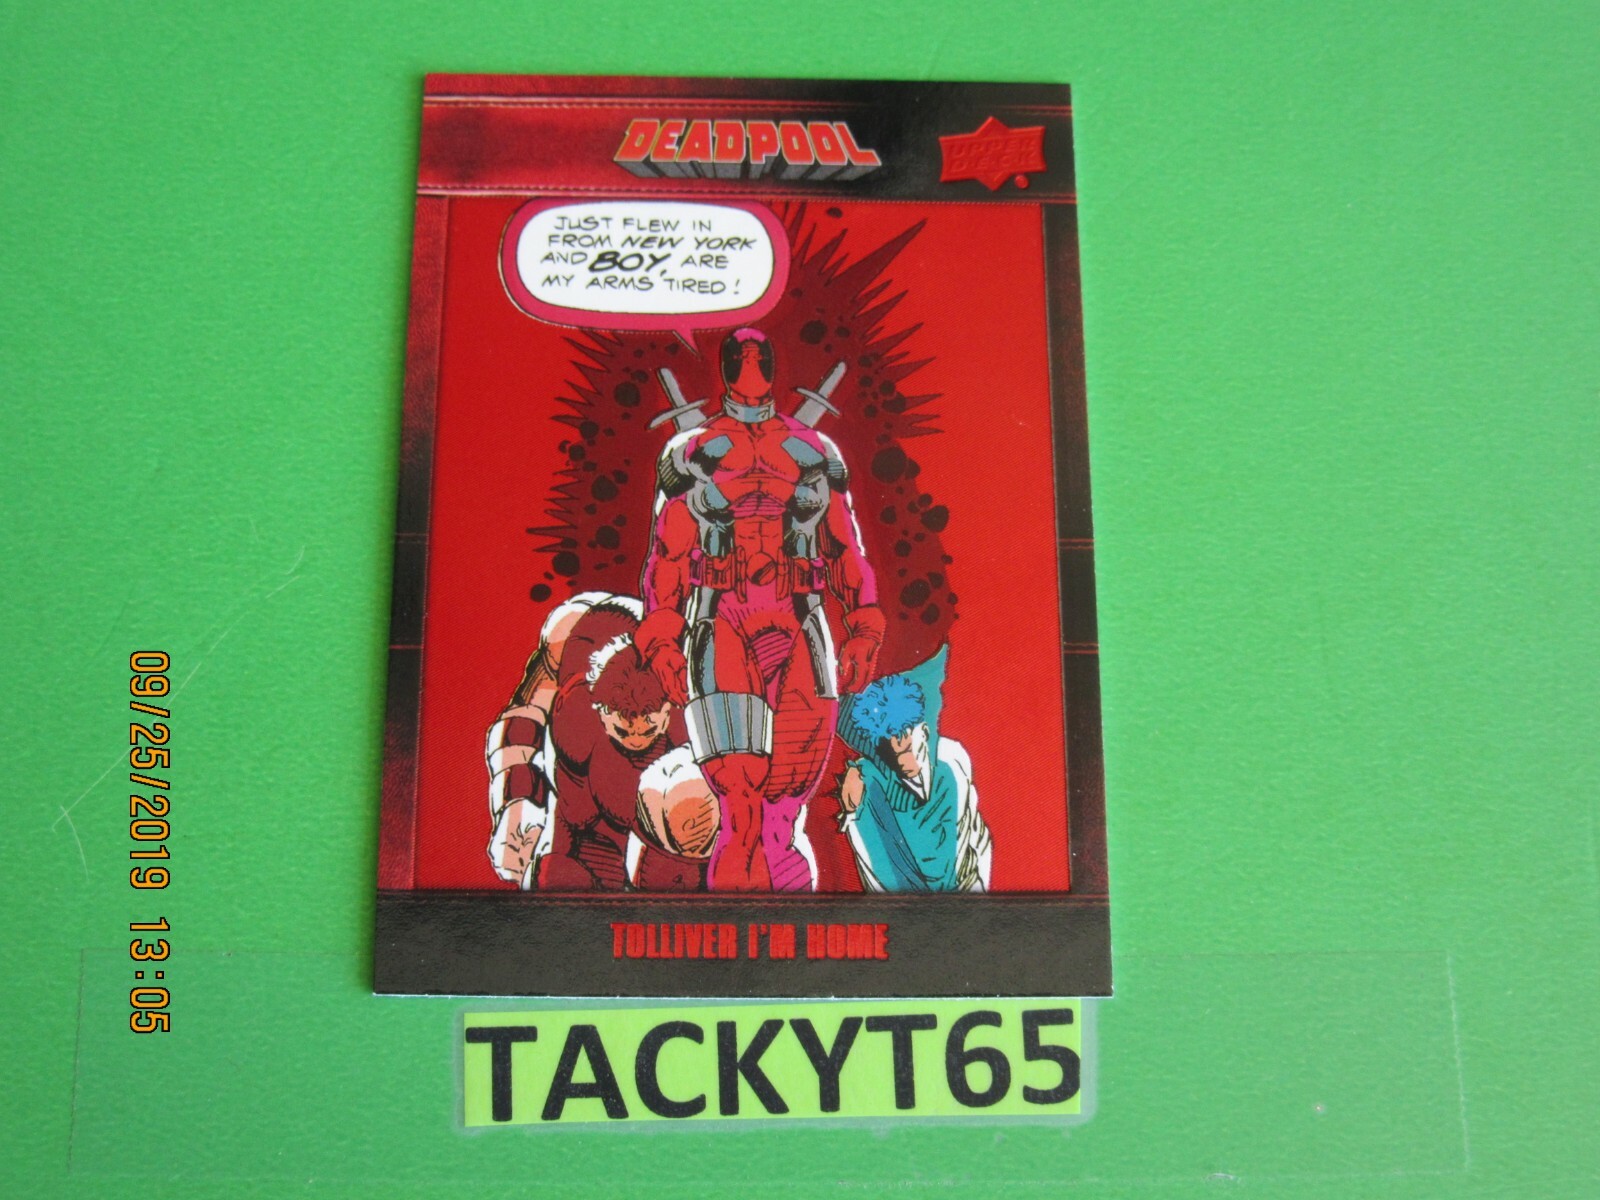 DEADPOOL
UPPER
DECK
JUST FLEW IN
FROM NEW YORK
AND BOY, ARE
MY ARMS TIRED!
TOLLIVER I'M HOME
TACKYT65
09/25/2019 13:05